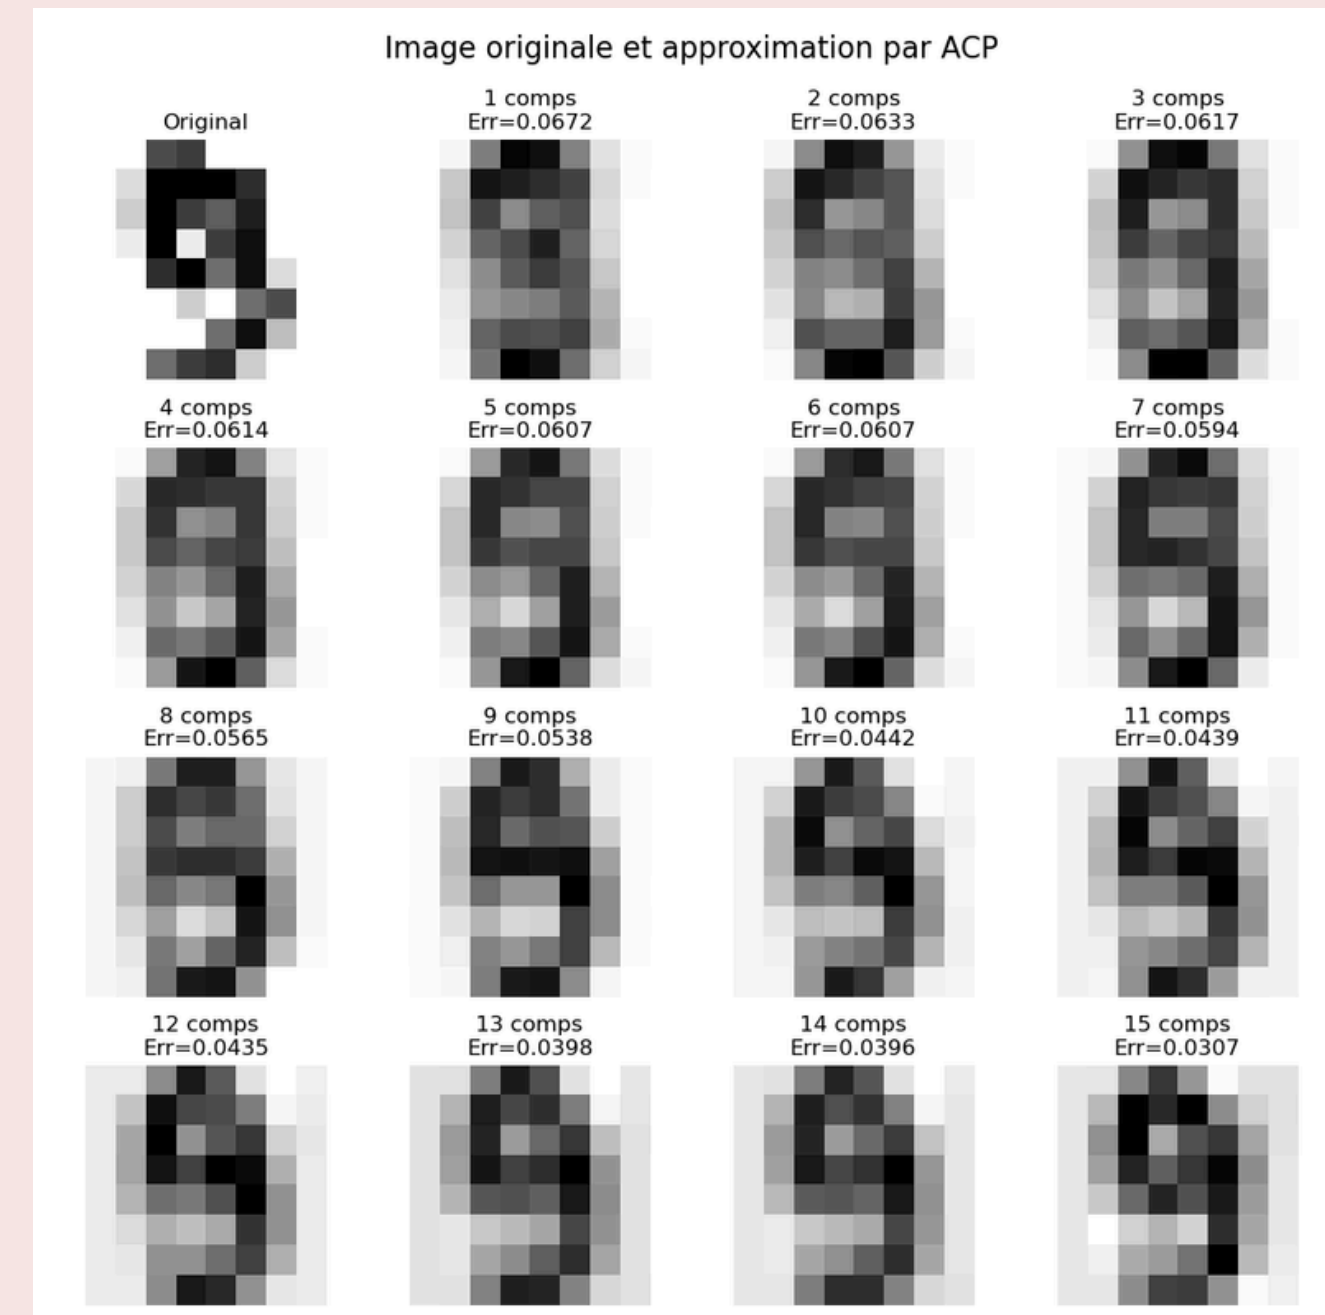 Image originale et approximation par ACP
Original
1 comps
Err=0.0672
2 comps
Err=0.0633
3 comps
Err=0.0617
4 comps
Err=0.0614
5 comps
Err=0.0607
6 comps
Err=0.0607
7 comps
Err=0.0594
8 comps
Err=0.0565
9 comps
Err=0.0538
10 comps
Err=0.0442
11 comps
Err=0.0439
12 comps
Err=0.0435
13 comps
Err=0.0398
14 comps
Err=0.0396
15 comps
Err=0.0307